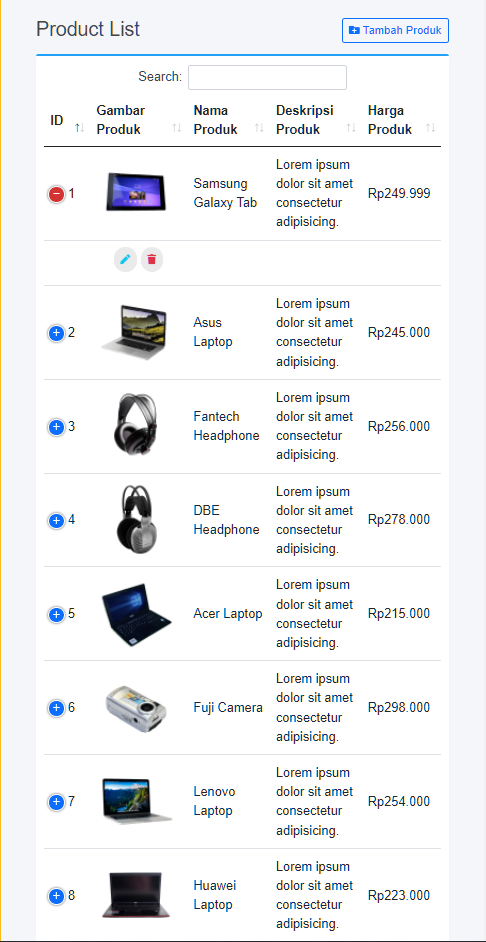 Product List
Tambah Produk
Search:
ID
Gambar
Produk
Nama
Produk
Deskripsi
Produk
Harga
Produk
1
Samsung
Galaxy Tab
Lorem ipsum
dolor sit amet
consectetur
adipisicing.
Rp249.999
2
Asus
Laptop
Lorem ipsum
dolor sit amet
consectetur
adipisicing.
Rp245.000
3
Fantech
Headphone
Lorem ipsum
dolor sit amet
consectetur
adipisicing.
Rp256.000
4
DBE
Headphone
Lorem ipsum
dolor sit amet
consectetur
adipisicing.
Rp278.000
5
Acer Laptop
Lorem ipsum
dolor sit amet
consectetur
adipisicing.
Rp215.000
6
Fuji Camera
Lorem ipsum
dolor sit amet
consectetur
adipisicing.
Rp298.000
7
Lenovo
Laptop
Lorem ipsum
dolor sit amet
consectetur
adipisicing.
Rp254.000
8
Huawei
Laptop
Lorem ipsum
dolor sit amet
consectetur
adipisicing.
Rp223.000